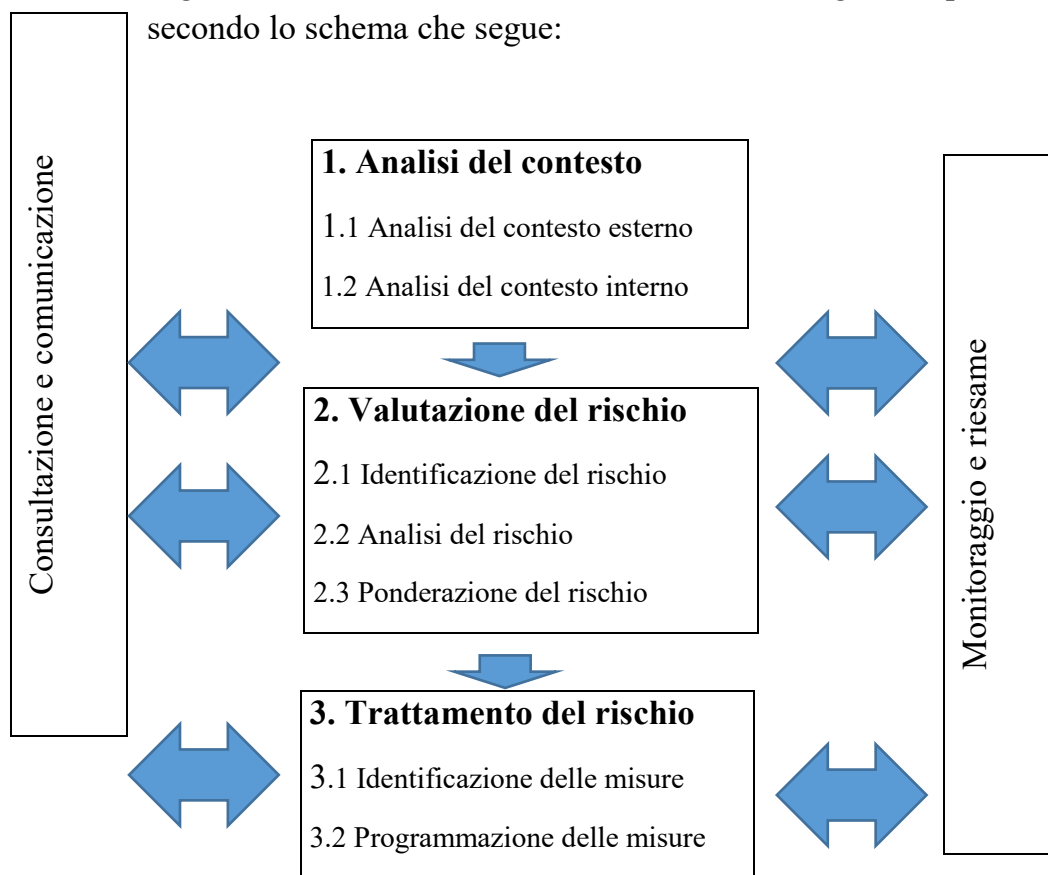 secondo lo schema che segue:
Consultazione e comunicazione
1. Analisi del contesto
1.1 Analisi del contesto esterno
1.2 Analisi del contesto interno
2. Valutazione del rischio
2.1 Identificazione del rischio
2.2 Analisi del rischio
2.3 Ponderazione del rischio
3. Trattamento del rischio
3.1 Identificazione delle misure
3.2 Programmazione delle misure
Monitoraggio e riesame